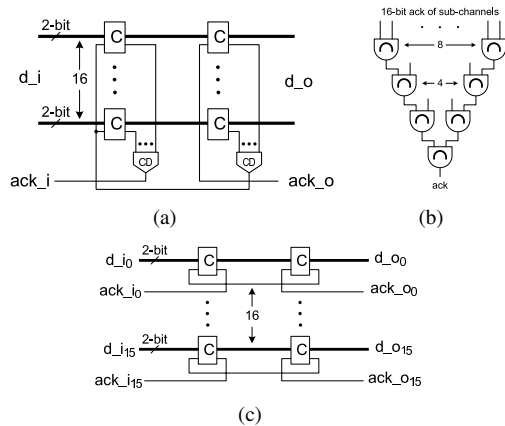 2-bit
C
C
d_i
16
d_o
2-bit
C
C
CD
CD
ack_i
ack_o
(a)
16-bit ack of sub-channels
8
4
ack
(b)
d_i0
2-bit
C
C
d_o0
ack_i0
ack_o0
16
d_i15
2-bit
C
C
d_o15
ack_i15
ack_o15
(c)